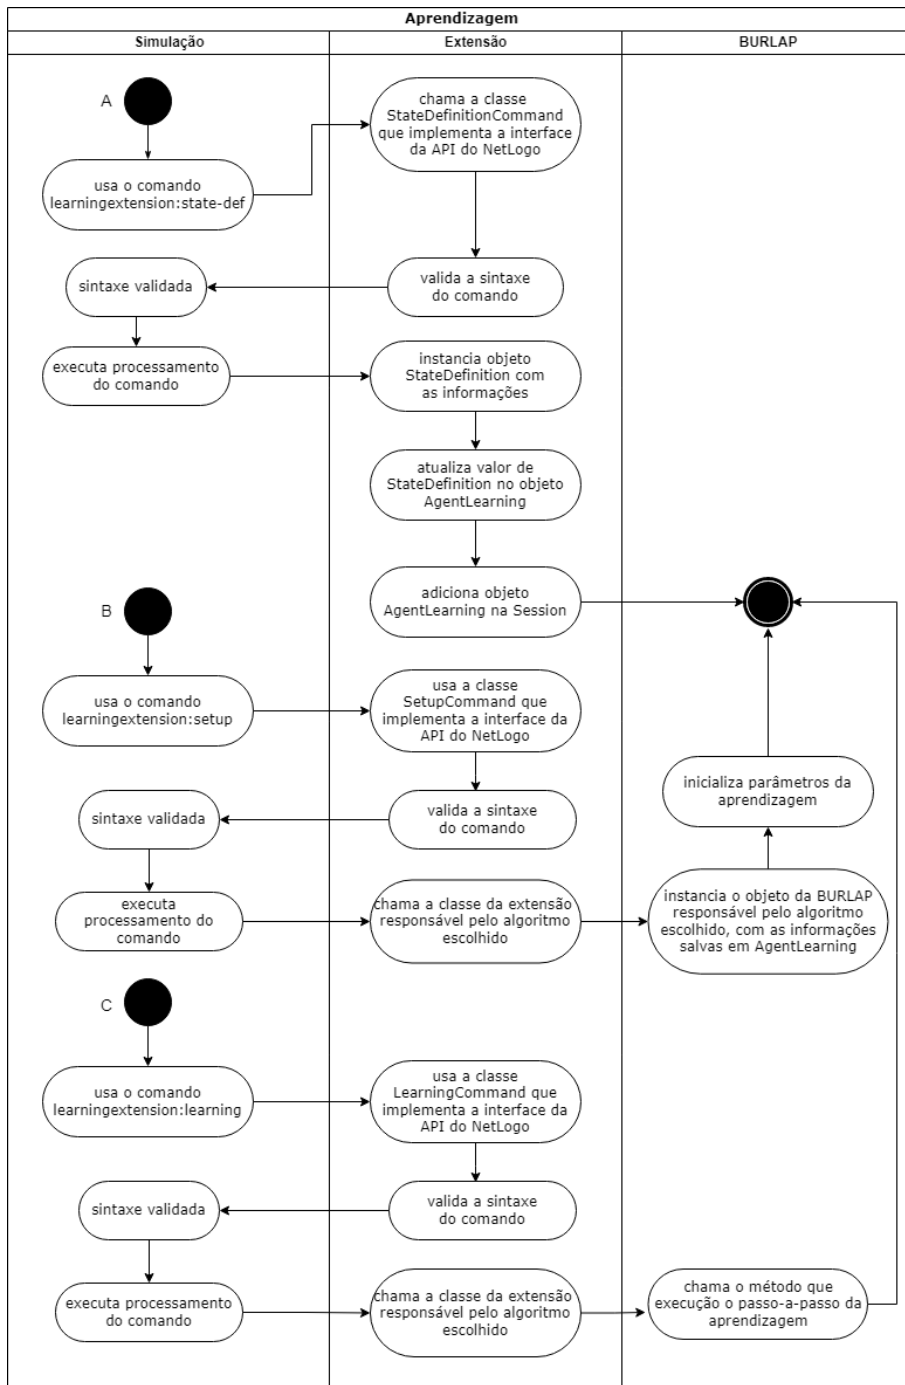 Aprendizagem
Simulação
Extensão
BURLAP
A
usa o comando
learningextension:state-def
chama a classe
StateDefinitionCommand
que implementa a interface
da API do NetLogo
valida a sintaxe
do comando
sintaxe validada
executa processamento
do comando
instancia objeto
StateDefinition com
as informações
atualiza valor de
StateDefinition no objeto
AgentLearning
adiciona objeto
AgentLearning na Session
B
usa o comando
learningextension:setup
usa a classe
SetupCommand que
implementa a interface da
API do NetLogo
valida a sintaxe
do comando
sintaxe validada
executa
processamento do
comando
chama a classe da extensão
responsável pelo algoritmo
escolhido
instancia o objeto da BURLAP
responsável pelo algoritmo
escolhido, com as informações
salvas em AgentLearning
inicializa parâmetros da
aprendizagem
C
usa o comando
learningextension:learning
usa a classe
LearningCommand que
implementa a interface da
API do NetLogo
valida a sintaxe
do comando
sintaxe validada
executa processamento
do comando
chama a classe da extensão
responsável pelo algoritmo
escolhido
chama o método que
execução o passo-a-passo da
aprendizagem